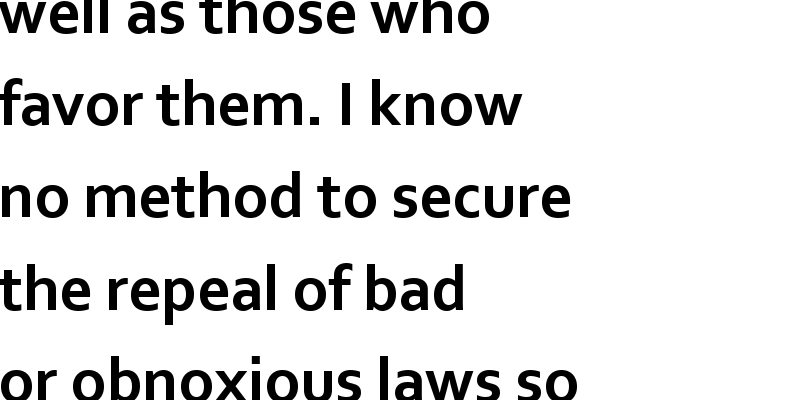 well as those who
favor them. I know
no method to secure
the repeal of bad
or obnoxious laws so